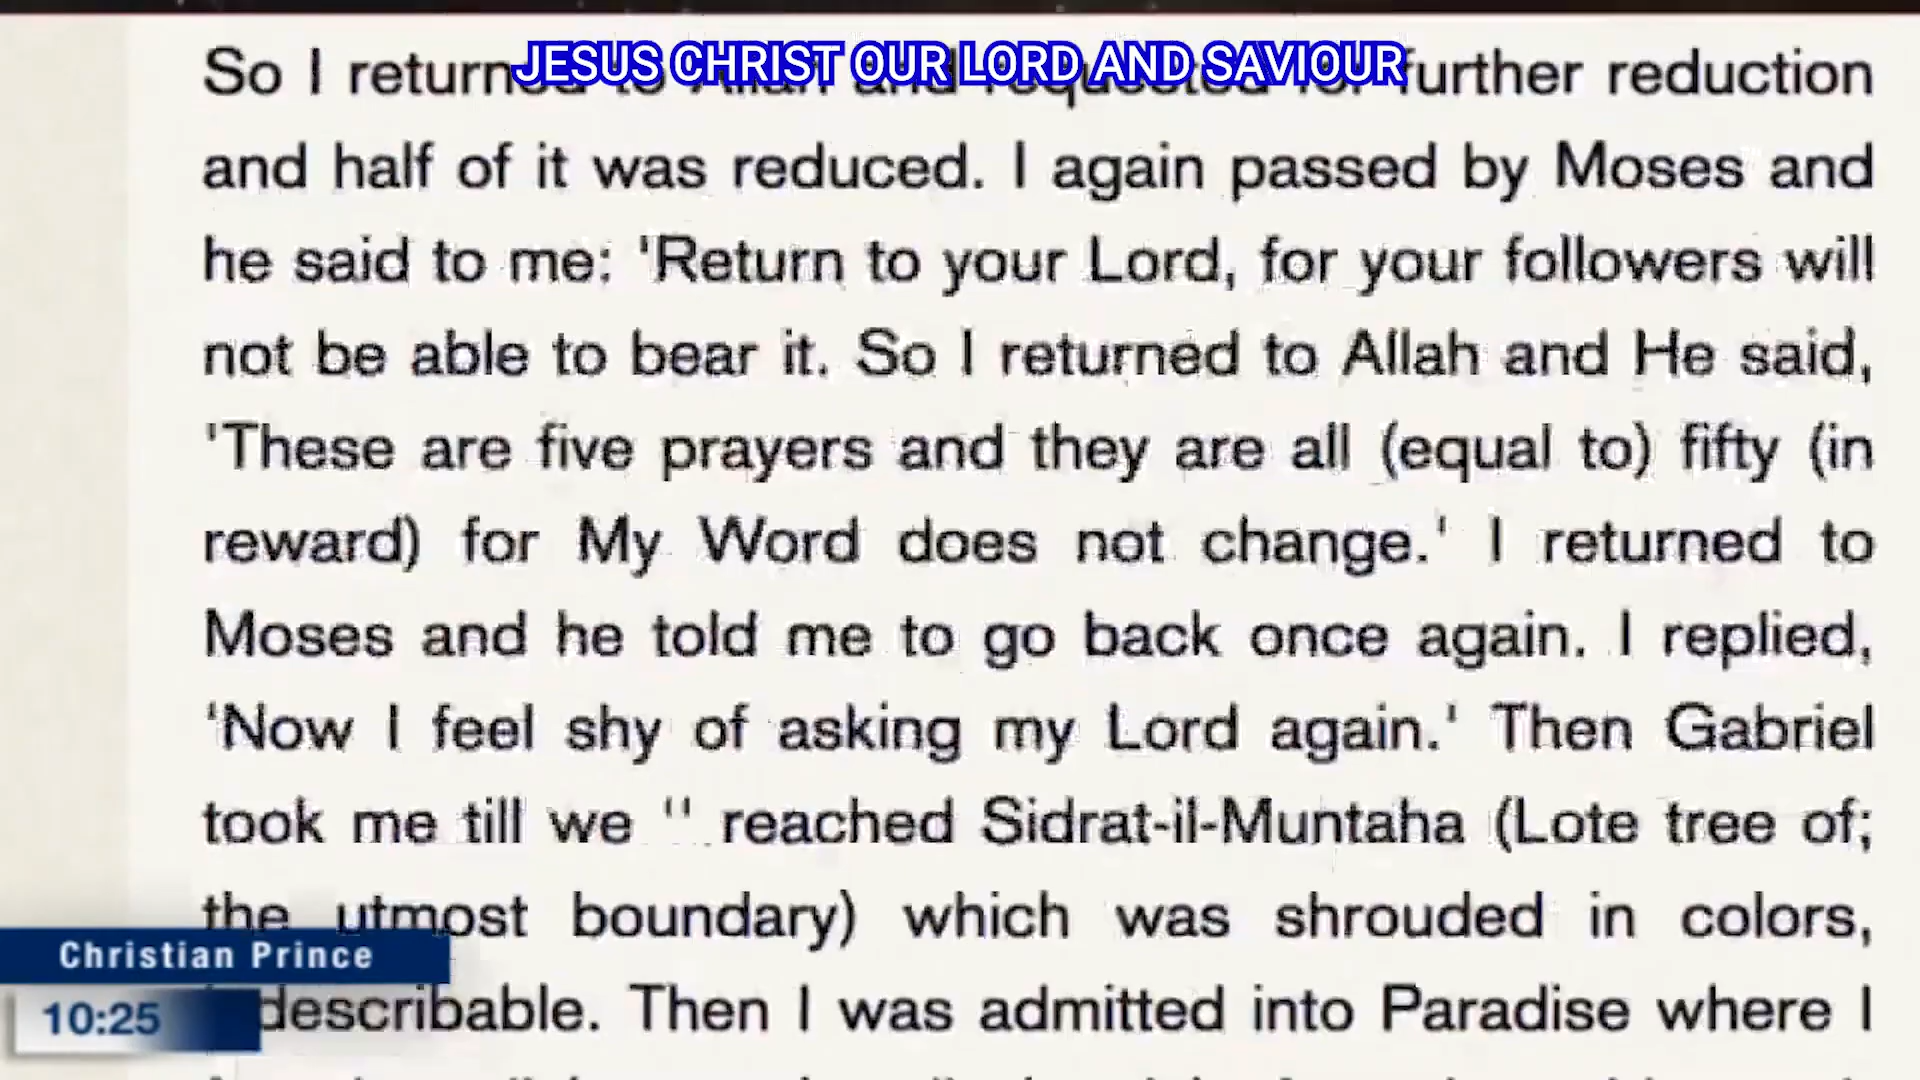 JESUS CHRIST OUR LORD AND SAVIOUR
So I returned to Allah and requested for further reduction
and half of it was reduced. I again passed by Moses and
he said to me: 'Return to your Lord, for your followers will
not be able to bear it. So I returned to Allah and He said,
'These are five prayers and they are all (equal to) fifty (in
reward) for My Word does not change.' I returned to
Moses and he told me to go back once again. I replied,
'Now I feel shy of asking my Lord again.' Then Gabriel
took me till we '' reached Sidrat-il-Muntaha (Lote tree of;
the utmost boundary) which was shrouded in colors,
Christian Prince
describable. Then I was admitted into Paradise where I
10:25